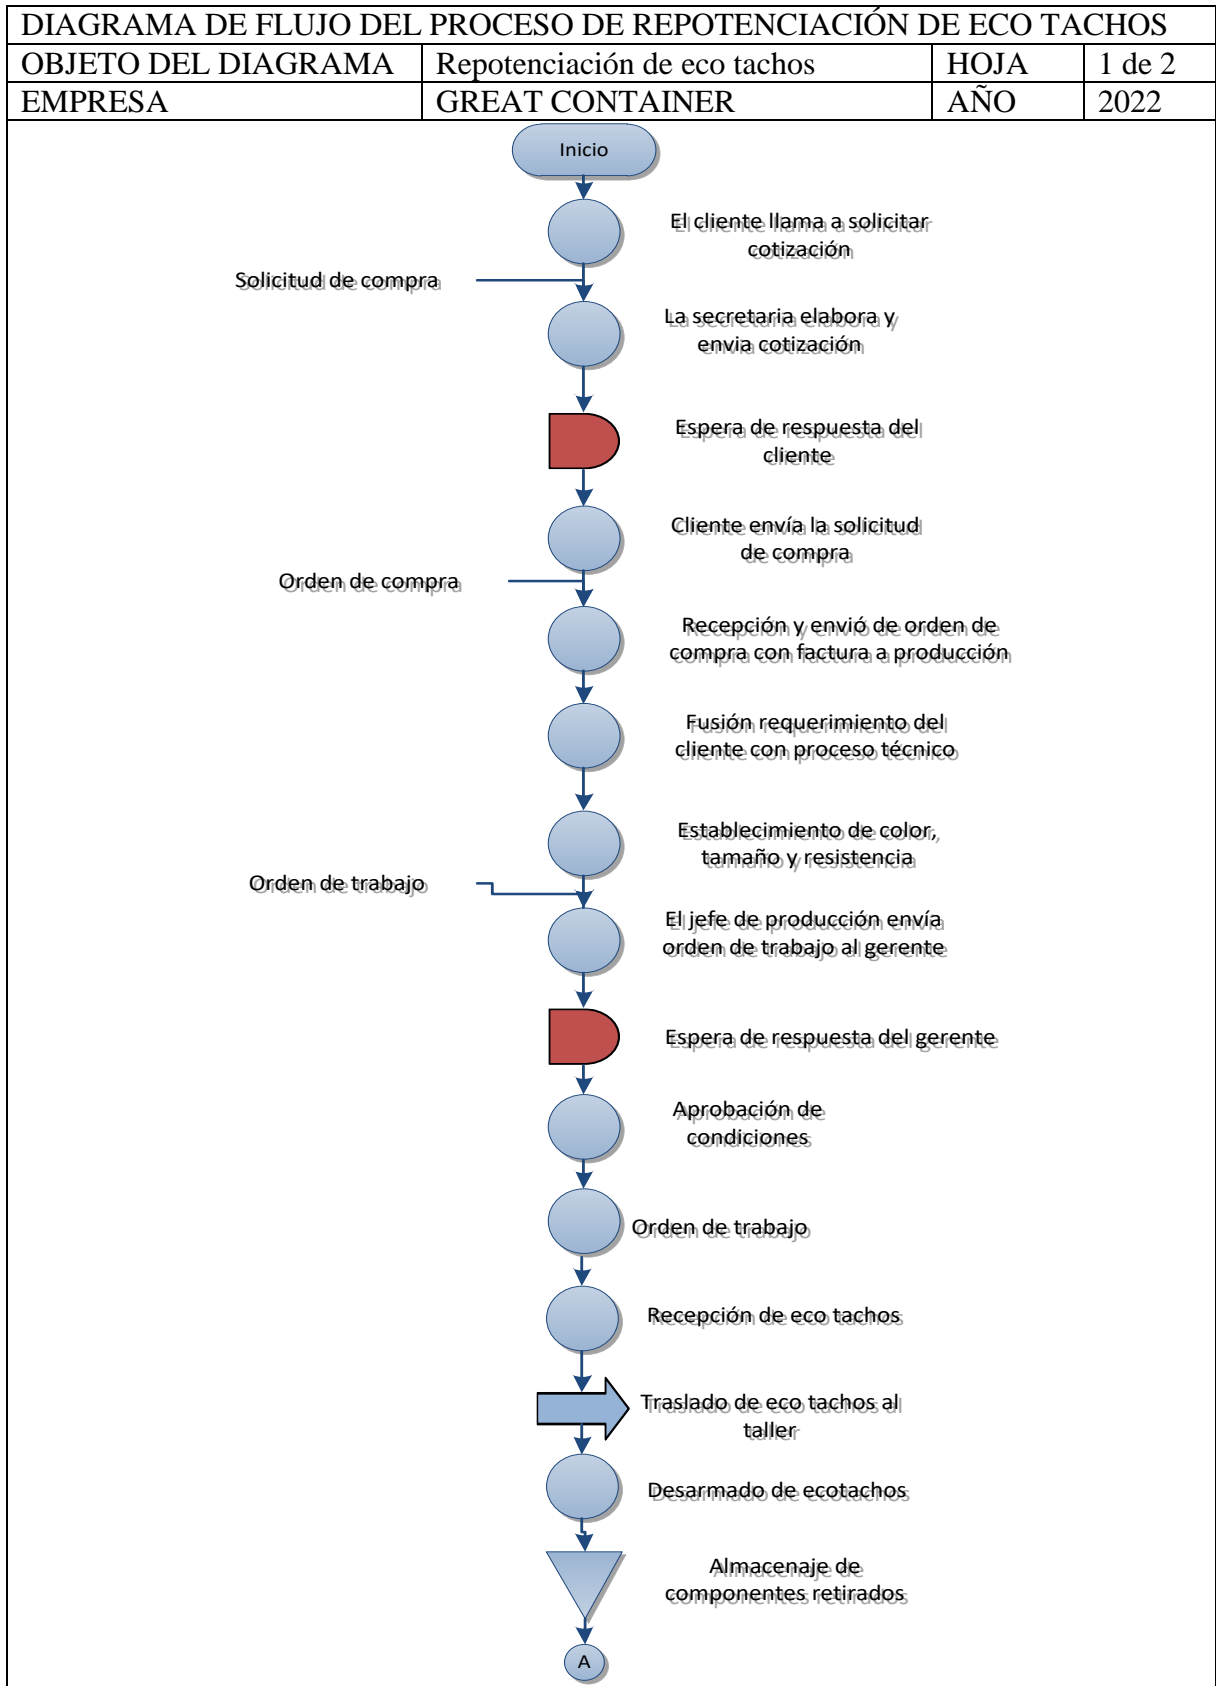 DIAGRAMA DE FLUJO DEL PROCESO DE REPOTENCIACIÓN DE ECO TACHOS
OBJETO DEL DIAGRAMA Repotenciación de eco tachos HOJA 1 de 2
EMPRESA GREAT CONTAINER AÑO 2022
Inicio
El cliente llama a solicitar
cotización
Solicitud de compra
La secretaria elabora y
envia cotización
Espera de respuesta del
cliente
Cliente envía la solicitud
de compra
Orden de compra
Recepción y envió de orden de
compra con factura a producción
Fusión requerimiento del
cliente con proceso técnico
Establecimiento de color,
tamaño y resistencia
Orden de trabajo
El jefe de producción envía
orden de trabajo al gerente
Espera de respuesta del gerente
Aprobación de
condiciones
Orden de trabajo
Recepción de eco tachos
Traslado de eco tachos al
taller
Desarmado de ecotachos
Almacenaje de
componentes retirados
A